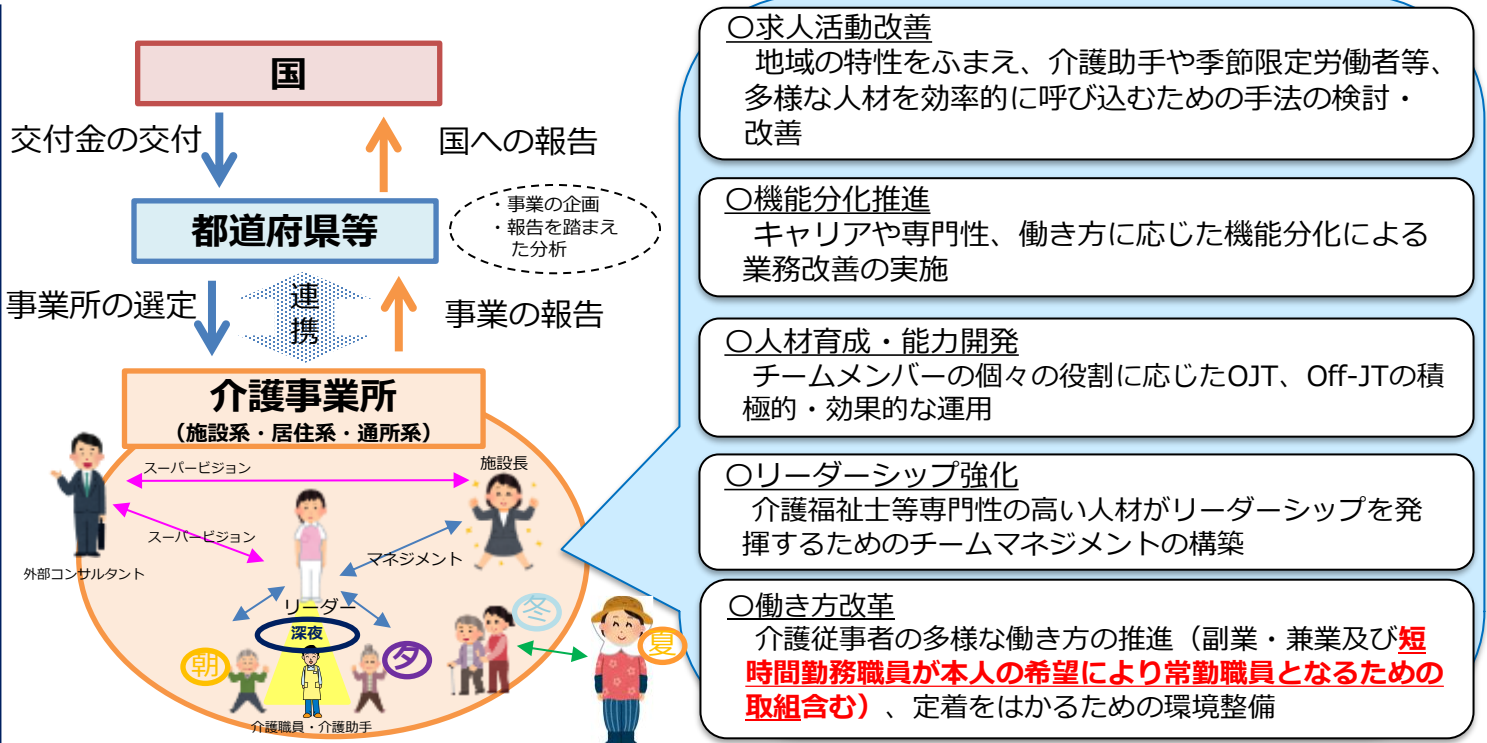 国
交付金の交付
国への報告
都道府県等
・事業の企画
・報告を踏まえ
た分析
事業所の選定
連
携
事業の報告
介護事業所
（施設系・居住系・通所系）
スーパービジョン
施設長
スーパービジョン
マネジメント
外部コンサルタント
リーダー
深夜
朝
夕
冬
夏
介護職員・介護助手
〇求人活動改善
地域の特性をふまえ、介護助手や季節限定労働者等、
多様な人材を効率的に呼び込むための手法の検討・
改善
〇機能分化推進
キャリアや専門性、働き方に応じた機能分化による
業務改善の実施
〇人材育成・能力開発
チームメンバーの個々の役割に応じたOJT、Off-JTの積
極的・効果的な運用
〇リーダーシップ強化
介護福祉士等専門性の高い人材がリーダーシップを発
揮するためのチームマネジメントの構築
〇働き方改革
介護従事者の多様な働き方の推進（副業・兼業及び短
時間勤務職員が本人の希望により常勤職員となるための
取組含む）、定着をはかるための環境整備